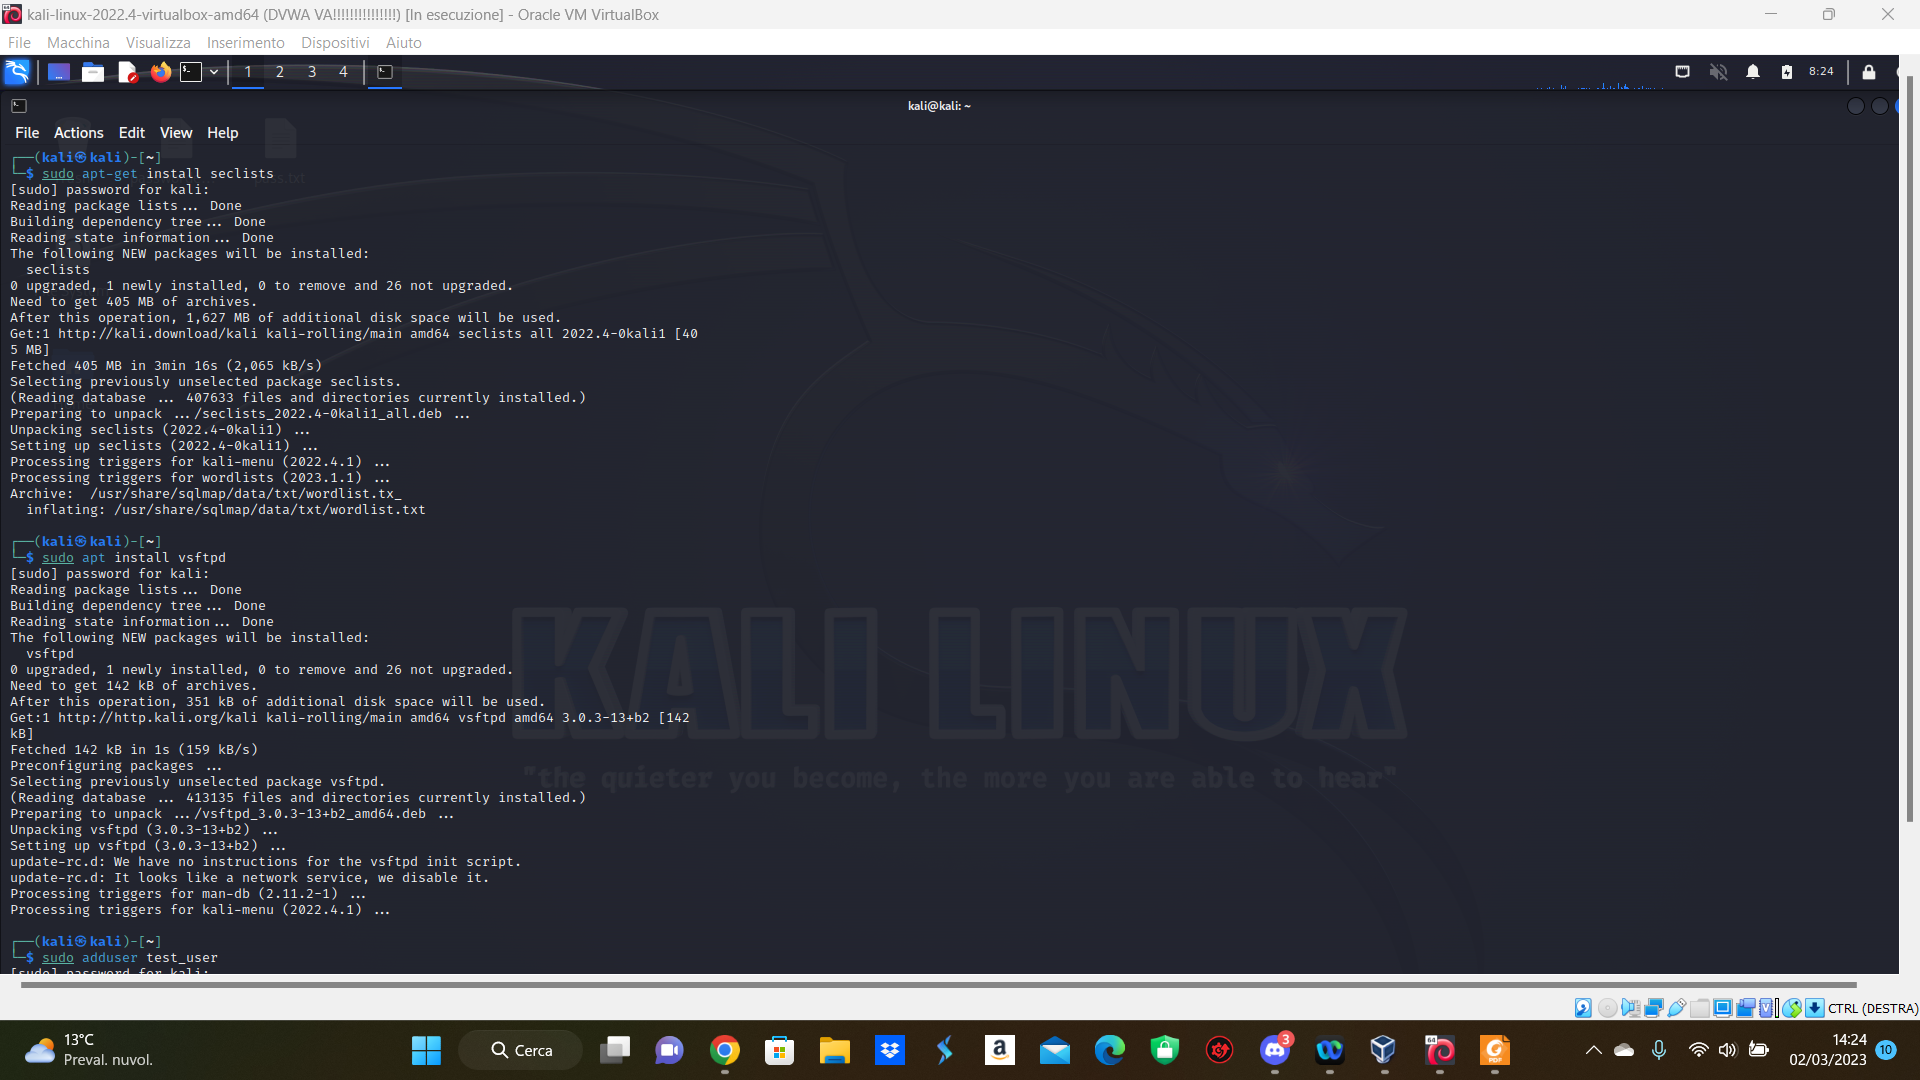 kali-linux-2022.4-virtualbox-amd64 (DVWA VA!!!!!!!!!!!!!!!) [In esecuzione] - Oracle VM VirtualBox
File Macchina Visualizza Inserimento Dispositivi Aiuto
1 2 3 4 8:24
kali@kali: ~
File Actions Edit View Help
┌──(kali㉿kali)-[~]
└─$ sudo apt-get install seclists
[sudo] password for kali:
Reading package lists... Done
Building dependency tree... Done
Reading state information... Done
The following NEW packages will be installed:
  seclists
0 upgraded, 1 newly installed, 0 to remove and 26 not upgraded.
Need to get 405 MB of archives.
After this operation, 1,627 MB of additional disk space will be used.
Get:1 http://kali.download/kali kali-rolling/main amd64 seclists all 2022.4-0kali1 [40
5 MB]
Fetched 405 MB in 3min 16s (2,065 kB/s)
Selecting previously unselected package seclists.
(Reading database ... 407633 files and directories currently installed.)
Preparing to unpack .../seclists_2022.4-0kali1_all.deb ...
Unpacking seclists (2022.4-0kali1) ...
Setting up seclists (2022.4-0kali1) ...
Processing triggers for kali-menu (2022.4.1) ...
Processing triggers for wordlists (2023.1.1) ...
Archive:  /usr/share/sqlmap/data/txt/wordlist.tx_
  inflating: /usr/share/sqlmap/data/txt/wordlist.txt
┌──(kali㉿kali)-[~]
└─$ sudo apt install vsftpd
[sudo] password for kali:
Reading package lists... Done
Building dependency tree... Done
Reading state information... Done
The following NEW packages will be installed:
  vsftpd
0 upgraded, 1 newly installed, 0 to remove and 26 not upgraded.
Need to get 142 kB of archives.
After this operation, 351 kB of additional disk space will be used.
Get:1 http://http.kali.org/kali kali-rolling/main amd64 vsftpd amd64 3.0.3-13+b2 [142
kB]
Fetched 142 kB in 1s (159 kB/s)
Preconfiguring packages ...
Selecting previously unselected package vsftpd.
(Reading database ... 413135 files and directories currently installed.)
Preparing to unpack .../vsftpd_3.0.3-13+b2_amd64.deb ...
Unpacking vsftpd (3.0.3-13+b2) ...
Setting up vsftpd (3.0.3-13+b2) ...
update-rc.d: We have no instructions for the vsftpd init script.
update-rc.d: It looks like a network service, we disable it.
Processing triggers for man-db (2.11.2-1) ...
Processing triggers for kali-menu (2022.4.1) ...
┌──(kali㉿kali)-[~]
└─$ sudo adduser test_user
[sudo] password for kali:
KALI LINUX
"the quieter you become, the more you are able to hear"
CTRL (DESTRA)
13°C
Preval. nuvol.
Cerca
3
14:24
02/03/2023
10